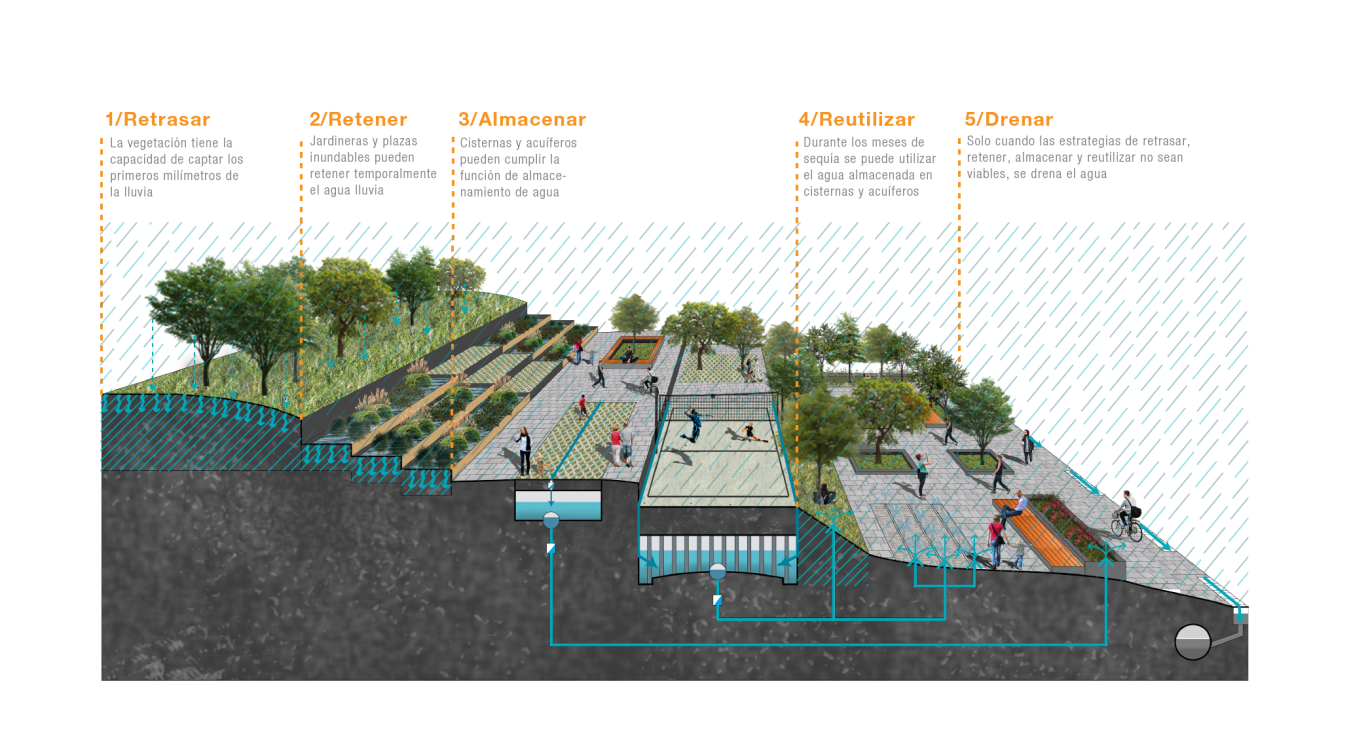 1/Retrasar
La vegetación tiene la
capacidad de captar los
primeros milímetros de
la lluvia
2/Retener
Jardineras y plazas
inundables pueden
retener temporalmente
el agua lluvia
3/Almacenar
Cisternas y acuíferos
pueden cumplir la
función de almace-
namiento de agua
4/Reutilizar
Durante los meses de
sequia se puede utilizar
el agua almacenada en
cisternas y acuíferos
5/Drenar
Solo cuando las estrategias de retrasar,
retener, almacenar y reutilizar no sean
viables, se drena el agua